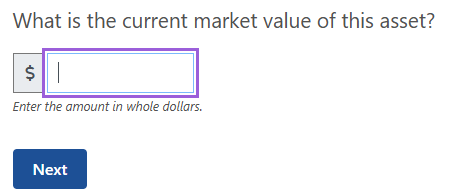 What is the current market value of this asset?
$
Enter the amount in whole dollars.
Next